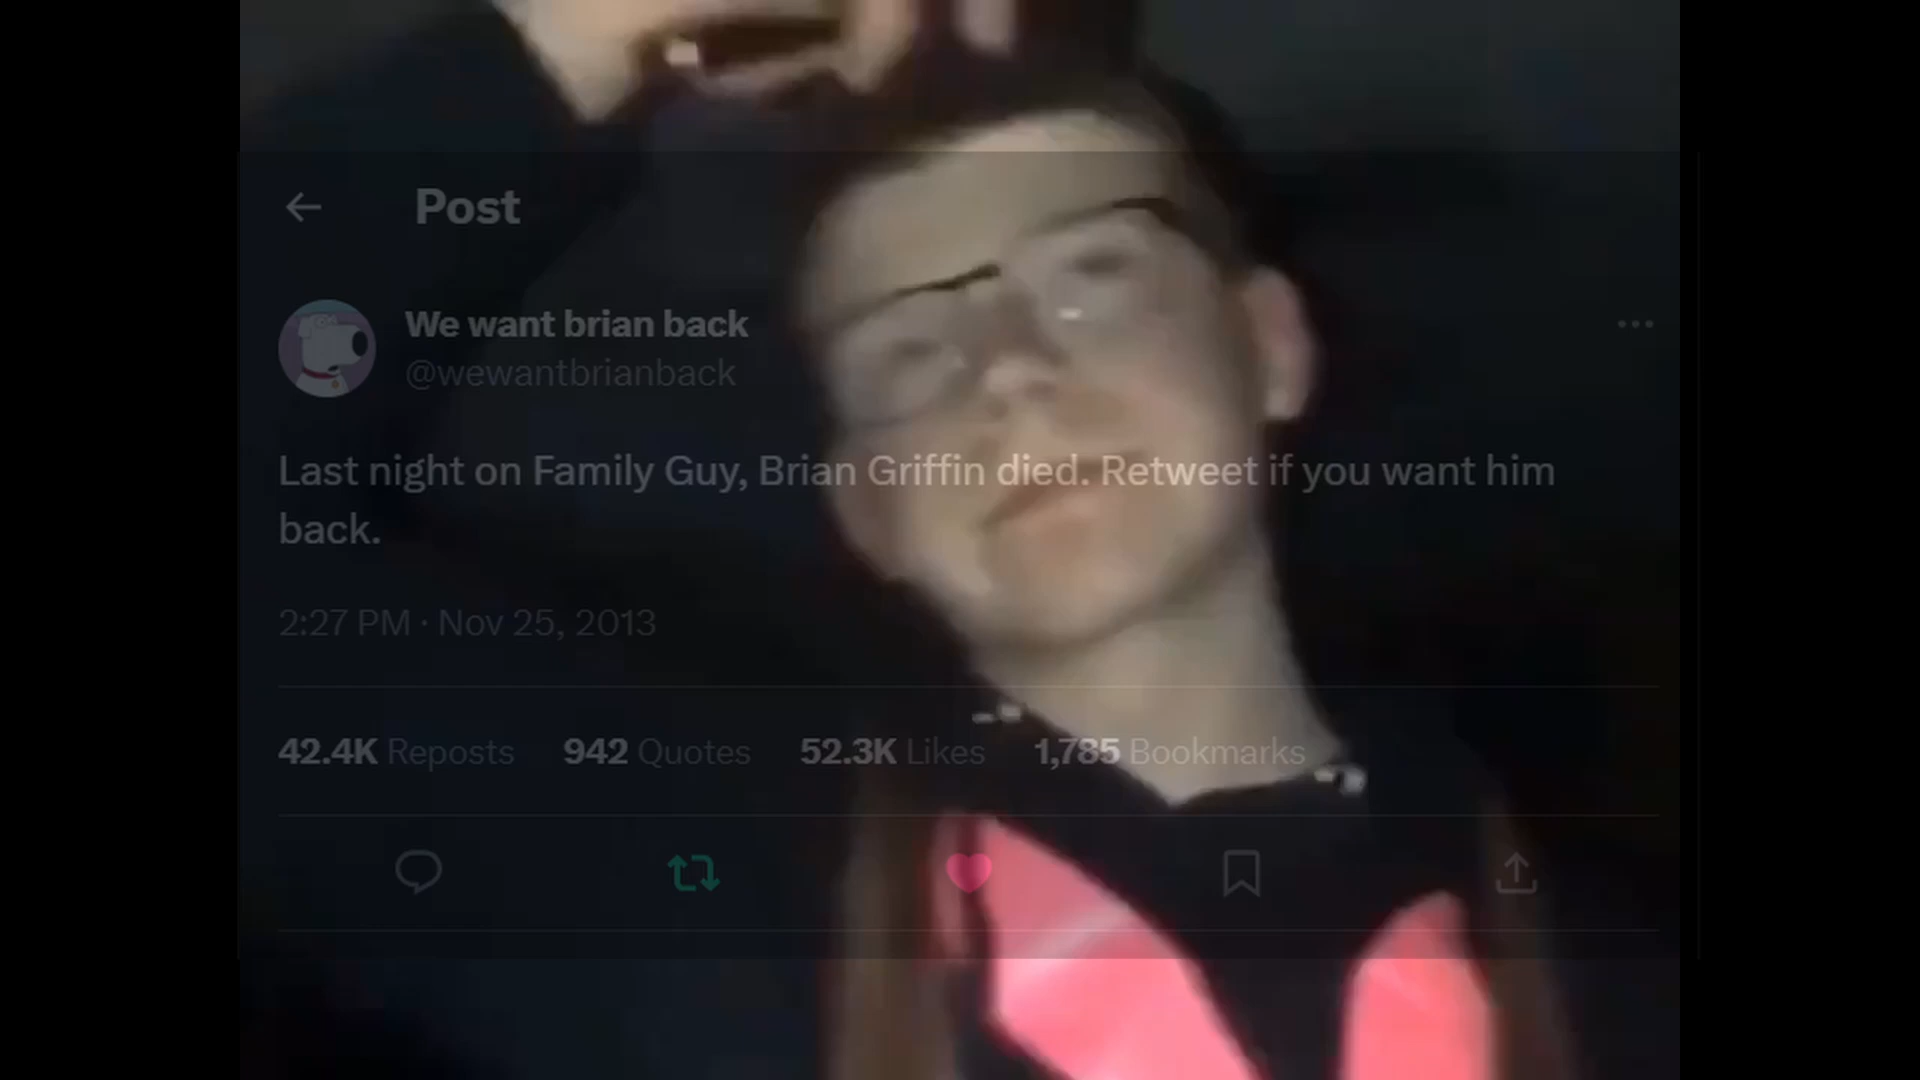 Post
We want brian back
@wewantbrianback
Last night on Family Guy, Brian Griffin died. Retweet if you want him
back.
2:27 PM · Nov 25, 2013
42.4K Reposts 942 Quotes 52.3K Likes 1,785 Bookmarks